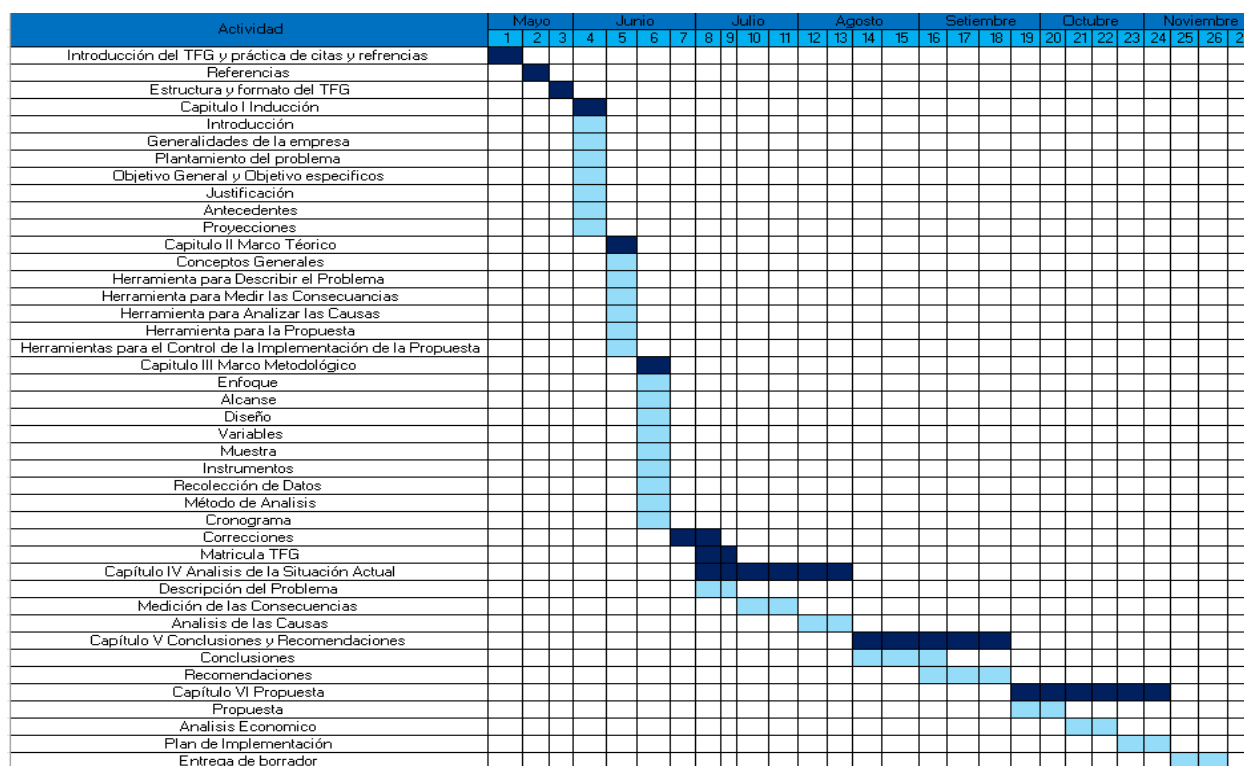 Actividad Mayo Junio Julio Agosto Setiembre Octubre Noviembre
1 2 3 4 5 6 7 8 9 10 11 12 13 14 15 16 17 18 19 20 21 22 23 24 25 26
Introducción del TFG y práctica de citas y refrencias
Referencias
Estructura y formato del TFG
Capitulo I Inducción
Introducción
Generalidades de la empresa
Plantamiento del problema
Objetivo General y Objetivo especificos
Justificación
Antecedentes
Proyecciones
Capitulo II Marco Téorico
Conceptos Generales
Herramienta para Describir el Problema
Herramienta para Medir las Consecuancias
Herramienta para Analizar las Causas
Herramienta para la Propuesta
Herramientas para el Control de la Implementación de la Propuesta
Capitulo III Marco Metodológico
Enfoque
Alcanse
Diseño
Variables
Muestra
Instrumentos
Recolección de Datos
Método de Analisis
Cronograma
Correcciones
Matricula TFG
Capítulo IV Analisis de la Situación Actual
Descripción del Problema
Medición de las Consecuencias
Analisis de las Causas
Capítulo V Conclusiones y Recomendaciones
Conclusiones
Recomendaciones
Capítulo VI Propuesta
Propuesta
Analisis Economico
Plan de Implementación
Entrega de borrador